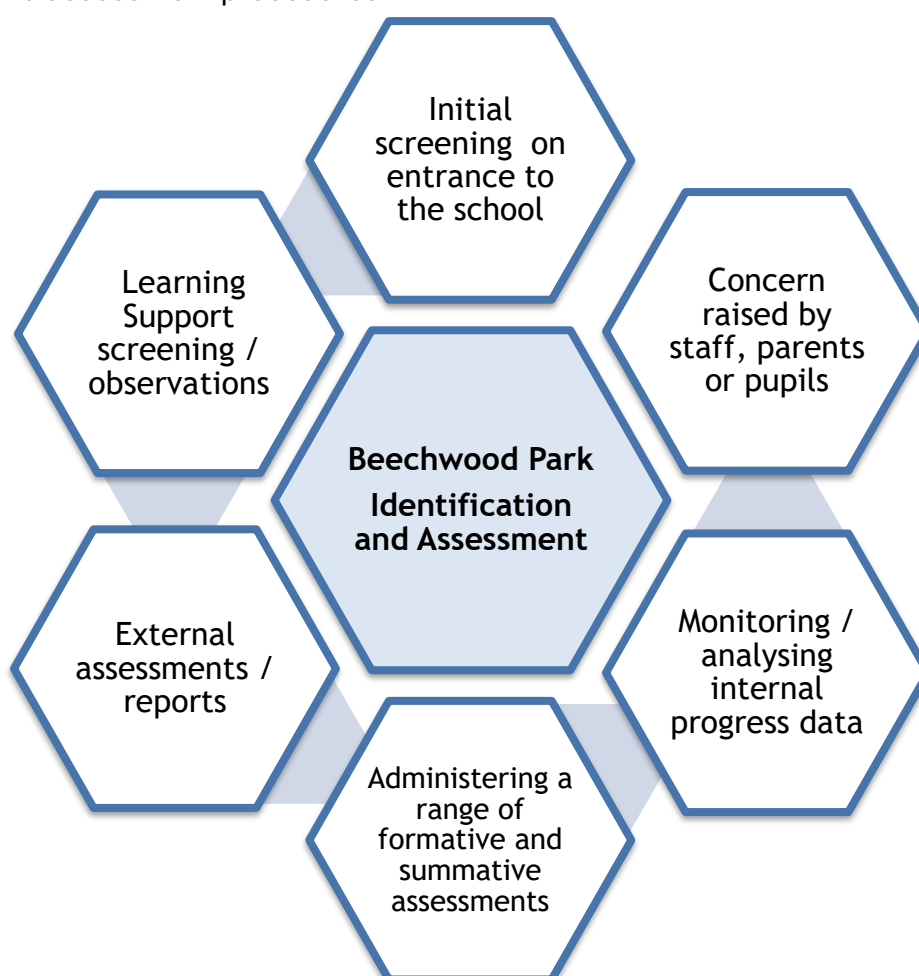 Initial
screening on
entrance to
the school
Concern
raised by
staff, parents
or pupils
Learning
Support
screening /
observations
Beechwood Park
Identification
and Assessment
Monitoring /
analysing
internal
progress data
External
assessments /
reports
Administering a
range of
formative and
summative
assessments